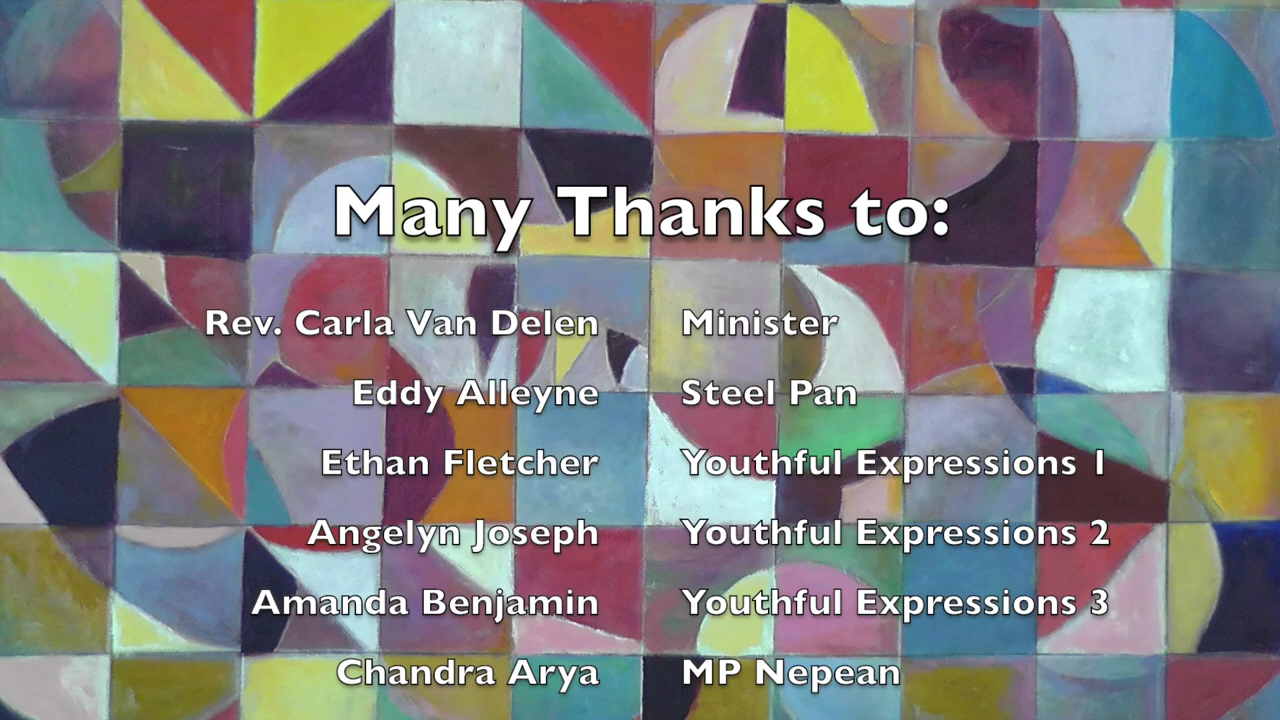 Many Thanks to:
Rev. Carla Van Delen Minister
Eddy Alleyne Steel Pan
Ethan Fletcher Youthful Expressions 1
Angelyn Joseph Youthful Expressions 2
Amanda Benjamin Youthful Expressions 3
Chandra Arya MP Nepean